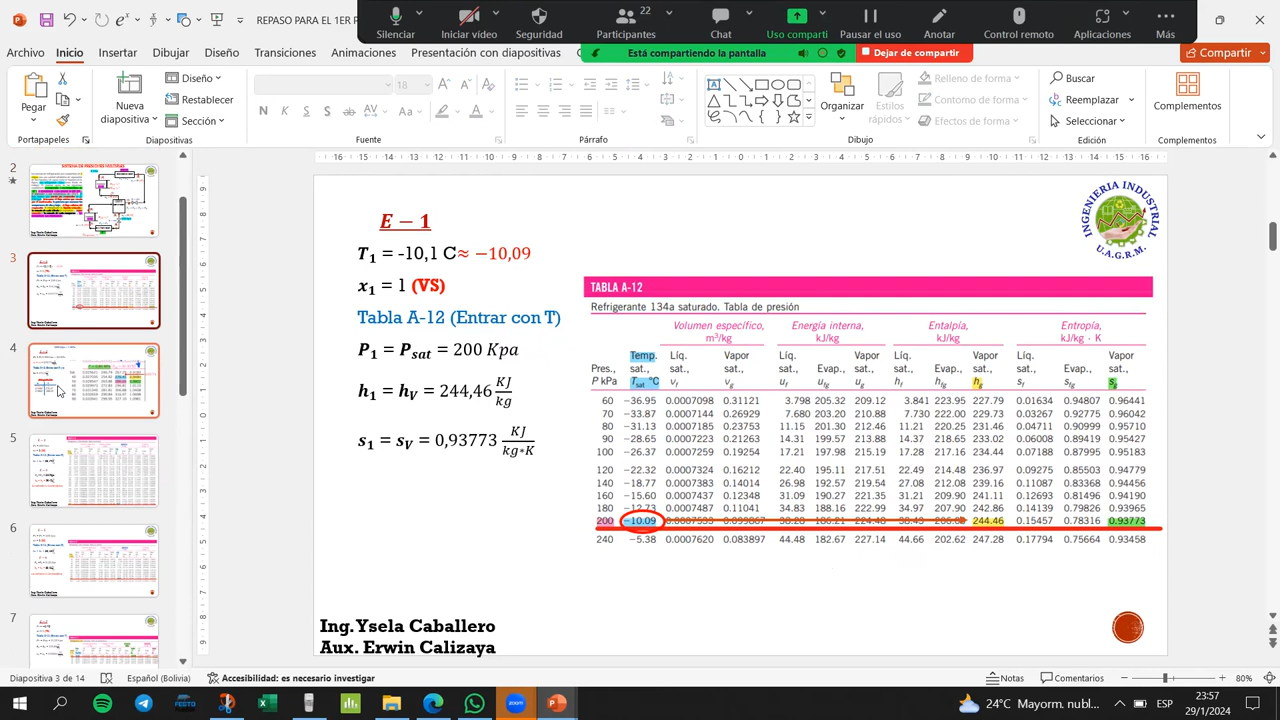 REPASO PARA EL 1ER P
Silenciar
Iniciar vídeo
Seguridad
22
Participantes
Chat
Uso comparti
Pausar el uso
Anotar
Control remoto
Aplicaciones
Más
Está compartiendo la pantalla
Dejar de compartir
Archivo Inicio Insertar Dibujar Diseño Transiciones Animaciones Presentación con diapositivas
Compartir
Pegar
Nueva
diapositiva
Diseño
Restablecer
Sección
18
N K S S
Organizar
Estilos
rápidos
Relleno de forma
Contorno de forma
Efectos de forma
Buscar
Reemplazar
Seleccionar
Complementos
Portapapeles
Diapositivas
Fuente
Párrafo
Dibujo
Edición
Complementos
3
5
7
E − 1
T1 = -10,1 C≈ −10,09
x1 = 1 (VS)
Tabla A-12 (Entrar con T)
P1 = Psat = 200 Kpa
h1 = hV = 244,46 KJ/kg
s1 = sV = 0,93773 KJ/kg*K
INGENIERIA INDUSTRIAL
U.A.G.R.M.
TABLA A-12
Refrigerante 134a saturado. Tabla de presión
Volumen específico, m³/kg
Energía interna, kJ/kg
Entalpía, kJ/kg
Entropía, kJ/kg · K
Temp. Líq. Vapor Líq. Vapor Líq. Vapor Líq. Vapor
Pres., sat., sat., sat., sat., Evap., sat., sat., Evap., sat., sat., Evap., sat.,
P kPa Tsat °C vf vg uf ufg ug hf hfg hg sf sfg sg
60 −36.95 0.0007098 0.31121 3.798 205.32 209.12 3.841 223.95 227.79 0.01634 0.94807 0.96441
70 −33.87 0.0007144 0.26929 7.680 203.20 210.88 7.730 222.00 229.73 0.03267 0.92775 0.96042
80 −31.13 0.0007185 0.23753 11.15 201.30 212.46 11.21 220.25 231.46 0.04711 0.90999 0.95710
90 −28.65 0.0007223 0.21263 14.31 199.57 213.88 14.37 218.65 233.02 0.06008 0.89419 0.95427
100 −26.37 0.0007259 0.19254 17.21 197.98 215.19 17.28 217.16 234.44 0.07188 0.87995 0.95183
120 −22.32 0.0007324 0.16212 22.40 195.11 217.51 22.49 214.48 236.97 0.09275 0.85503 0.94779
140 −18.77 0.0007383 0.14014 26.98 192.57 219.54 27.08 212.08 239.16 0.11087 0.83368 0.94456
160 −15.60 0.0007437 0.12348 31.09 190.27 221.35 31.21 209.90 241.11 0.12693 0.81496 0.94190
180 −12.73 0.0007487 0.11041 34.83 188.16 222.99 34.97 207.90 242.86 0.14139 0.79826 0.93965
200 −10.09 244.46 0.15457 0.78316 0.93773
240 −5.38 0.0007620 0.083897 44.48 182.67 227.14 44.66 202.62 247.28 0.17794 0.75664 0.93458
Ing. Ysela Caballero
Aux. Erwin Calizaya
Diapositiva 3 de 14
Español (Bolivia)
Accesibilidad: es necesario investigar
Notas
Comentarios
80%
24°C Mayorm. nubl...
ESP
23:57
29/1/2024